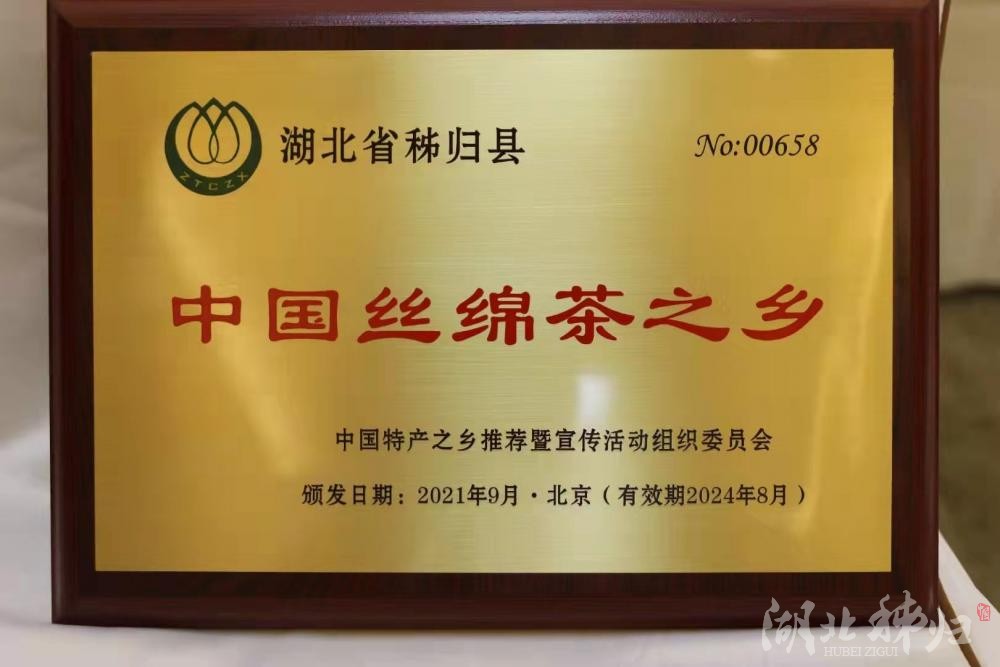 湖北省秭归县
No:00658
ZTCZX
中国丝绵茶之乡
中国特产之乡推荐暨宣传活动组织委员会
颁发日期：2021年9月·北京（有效期2024年8月）
湖北秭归
HUBEI ZIGUI